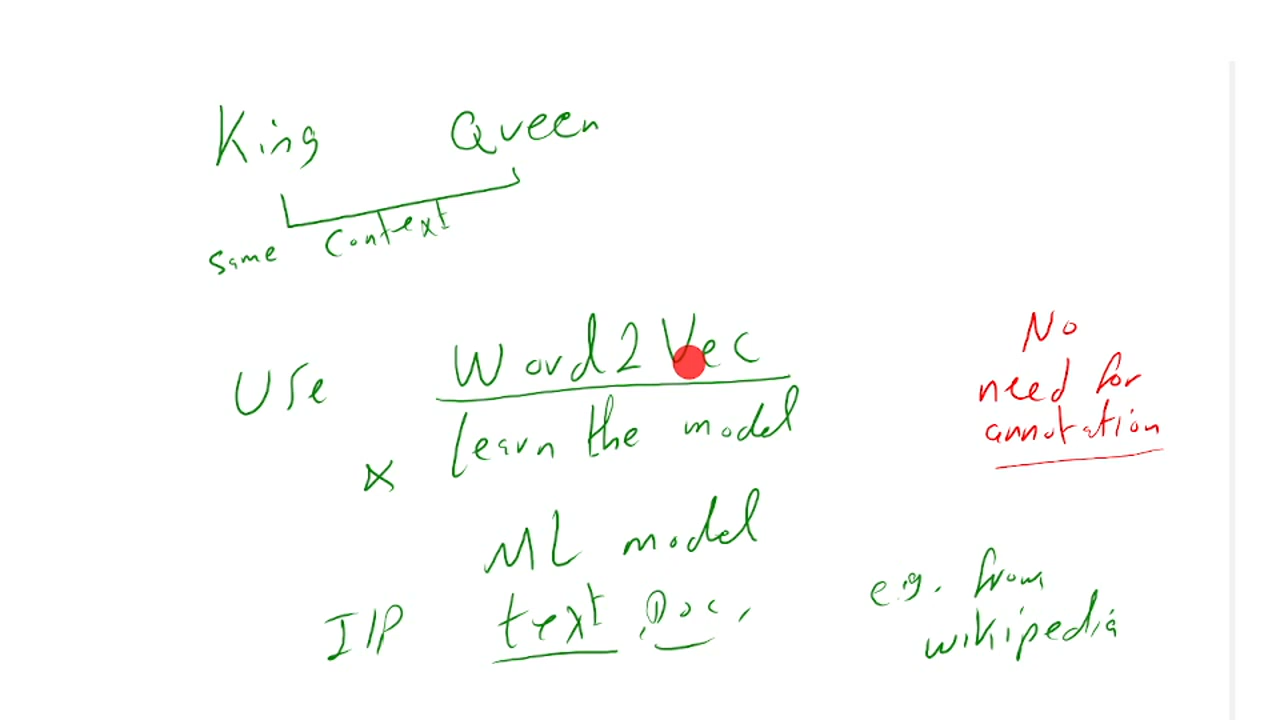 King Queen
Same Context
Use Word2Vec
learn the model
No
need for
annotation
ML model
I/P text Doc.
e.g. from
wikipedia